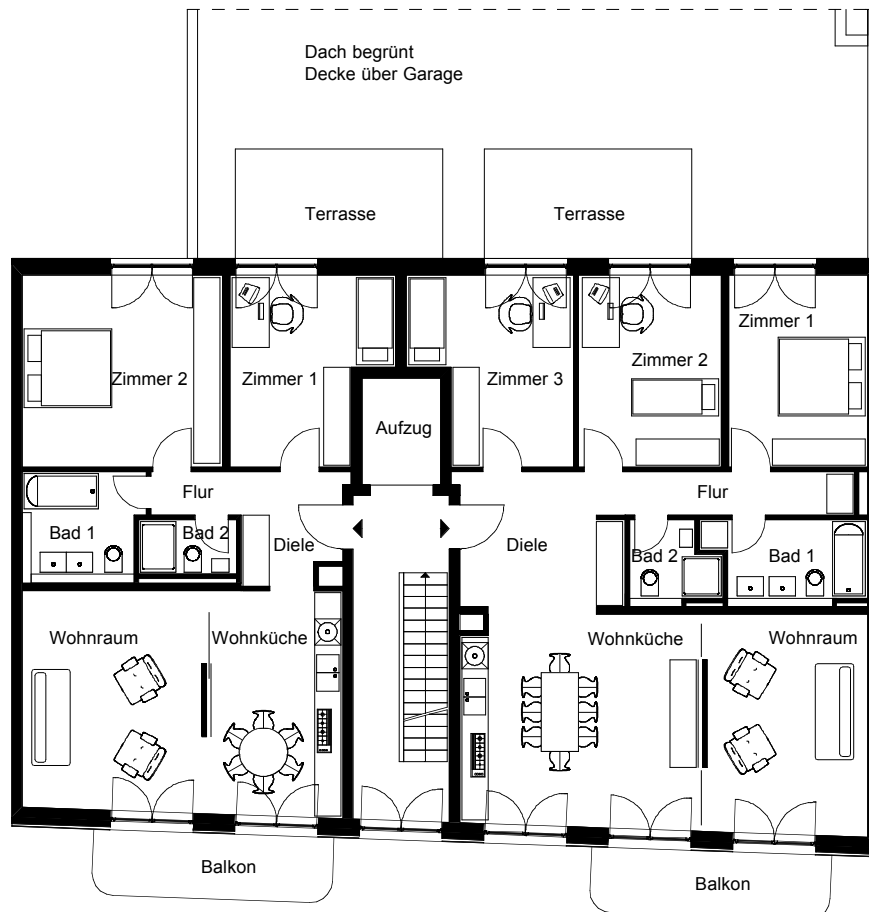 Dach begrünt
Decke über Garage
Terrasse
Terrasse
Zimmer 1
Zimmer 2
Zimmer 2
Zimmer 1
Zimmer 3
Aufzug
Flur
Flur
Bad 1
Bad 2
Diele
Diele
Bad 2
Bad 1
Wohnraum
Wohnküche
Wohnküche
Wohnraum
Balkon
Balkon